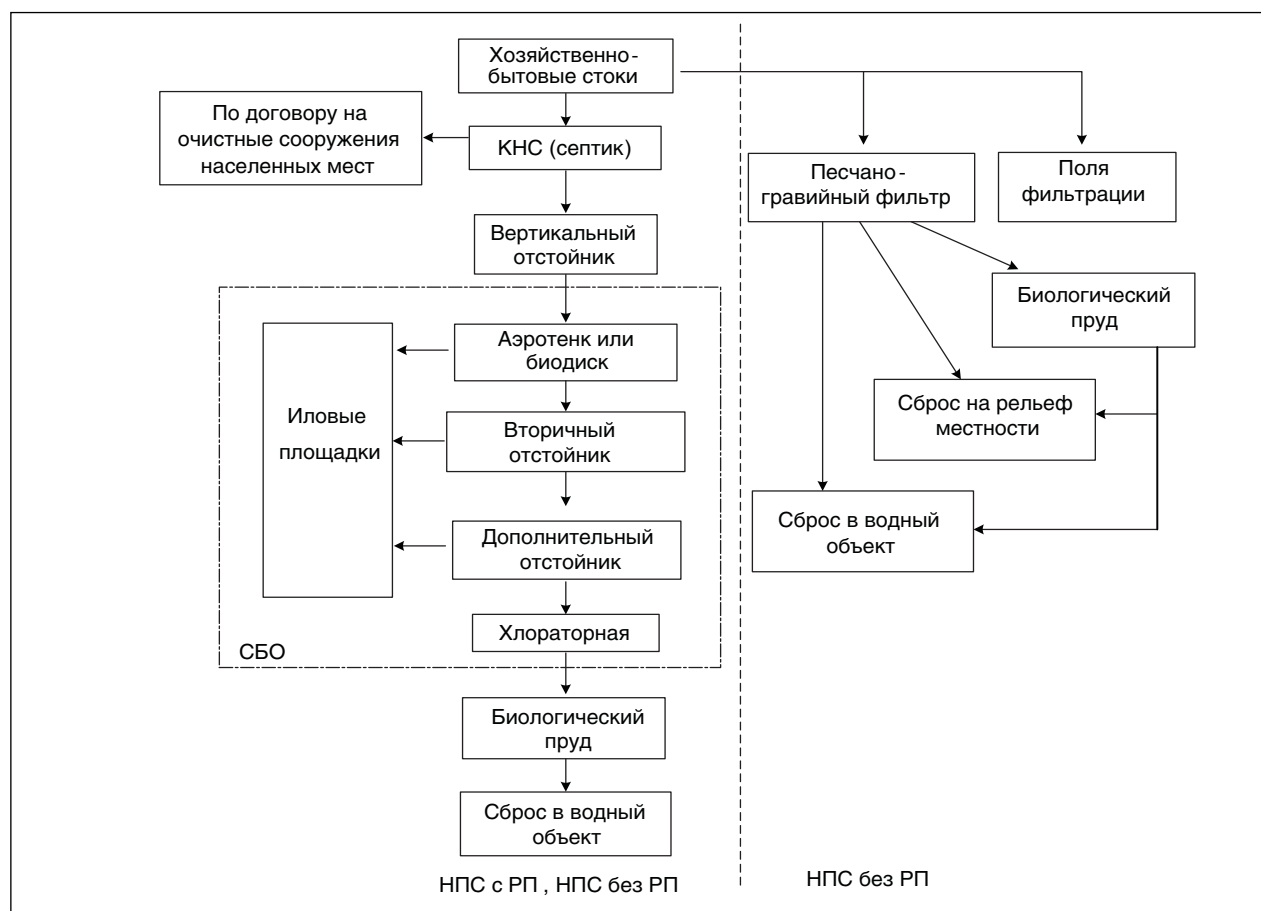 Хозяйственно-
бытовые стоки
По договору на
очистные сооружения
населенных мест
КНС (септик)
Вертикальный
отстойник
Иловые
площадки
Аэротенк или
биодиск
Вторичный
отстойник
Дополнительный
отстойник
Хлораторная
СБО
Биологический
пруд
Сброс в водный
объект
НПС с РП , НПС без РП
Песчано-
гравийный фильтр
Поля
фильтрации
Биологический
пруд
Сброс на рельеф
местности
Сброс в водный
объект
НПС без РП